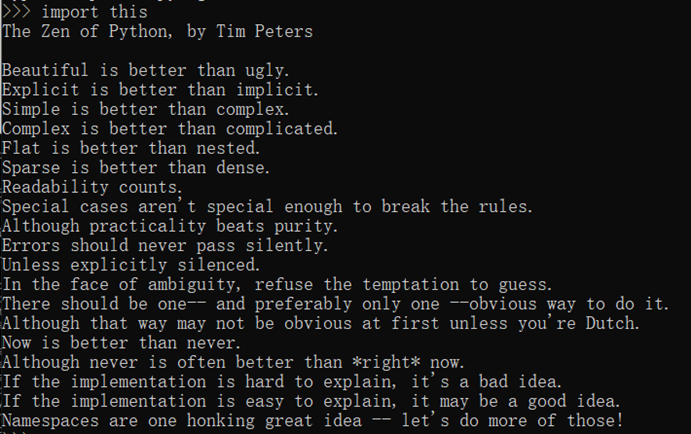 >>> import this
The Zen of Python, by Tim Peters

Beautiful is better than ugly.
Explicit is better than implicit.
Simple is better than complex.
Complex is better than complicated.
Flat is better than nested.
Sparse is better than dense.
Readability counts.
Special cases aren't special enough to break the rules.
Although practicality beats purity.
Errors should never pass silently.
Unless explicitly silenced.
In the face of ambiguity, refuse the temptation to guess.
There should be one-- and preferably only one --obvious way to do it.
Although that way may not be obvious at first unless you're Dutch.
Now is better than never.
Although never is often better than *right* now.
If the implementation is hard to explain, it's a bad idea.
If the implementation is easy to explain, it may be a good idea.
Namespaces are one honking great idea -- let's do more of those!